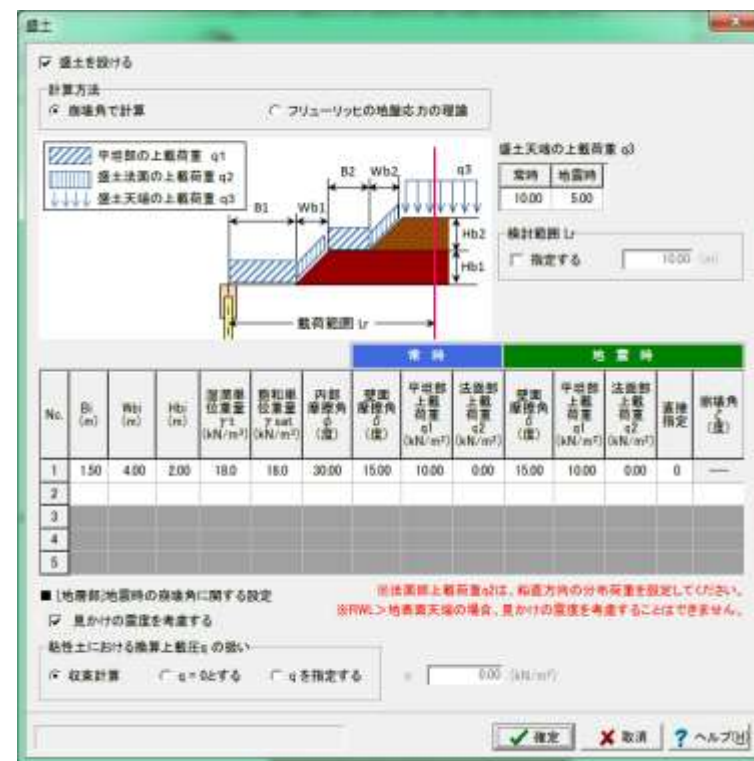 盛土
盛土を設ける
計算方法
崩壊角で計算
フリューリッヒの地盤応力の理論
平坦部の上載荷重 q1
盛土法面の上載荷重 q2
盛土天端の上載荷重 q3
B1
Wb1
B2
Wb2
q3
Hb2
Hb1
載荷範囲 Lr
盛土天端の上載荷重 q3
常時 地震時
10.00 5.00
検討範囲 Lr
指定する 10.00 (m)
常 時 地 震 時
No. Bi (m) Wbi (m) Hbi (m) 湿潤単位重量 γt (kN/m³) 飽和単位重量 γsat (kN/m³) 内部摩擦角 φ (度) 壁面摩擦角 δ (度) 平坦部上載荷重 q1 (kN/m²) 法面部上載荷重 q2 (kN/m²) 壁面摩擦角 δ (度) 平坦部上載荷重 q1 (kN/m²) 法面部上載荷重 q2 (kN/m²) 直接指定 崩壊角 ζ (度)
1 1.50 4.00 2.00 18.0 18.0 30.00 15.00 10.00 0.00 15.00 10.00 0.00 0 ----
2
3
4
5
■ [地層部]地震時の崩壊角に関する設定
※法面部上載荷重q2は、鉛直方向の分布荷重を設定してください。
※RWL>地表面天端の場合、見かけの震度を考慮することはできません。
見かけの震度を考慮する
粘性土における換算上載圧q の扱い
収束計算
q = 0とする
q を指定する
0.00 (kN/m²)
確定
取消
ヘルプ(H)